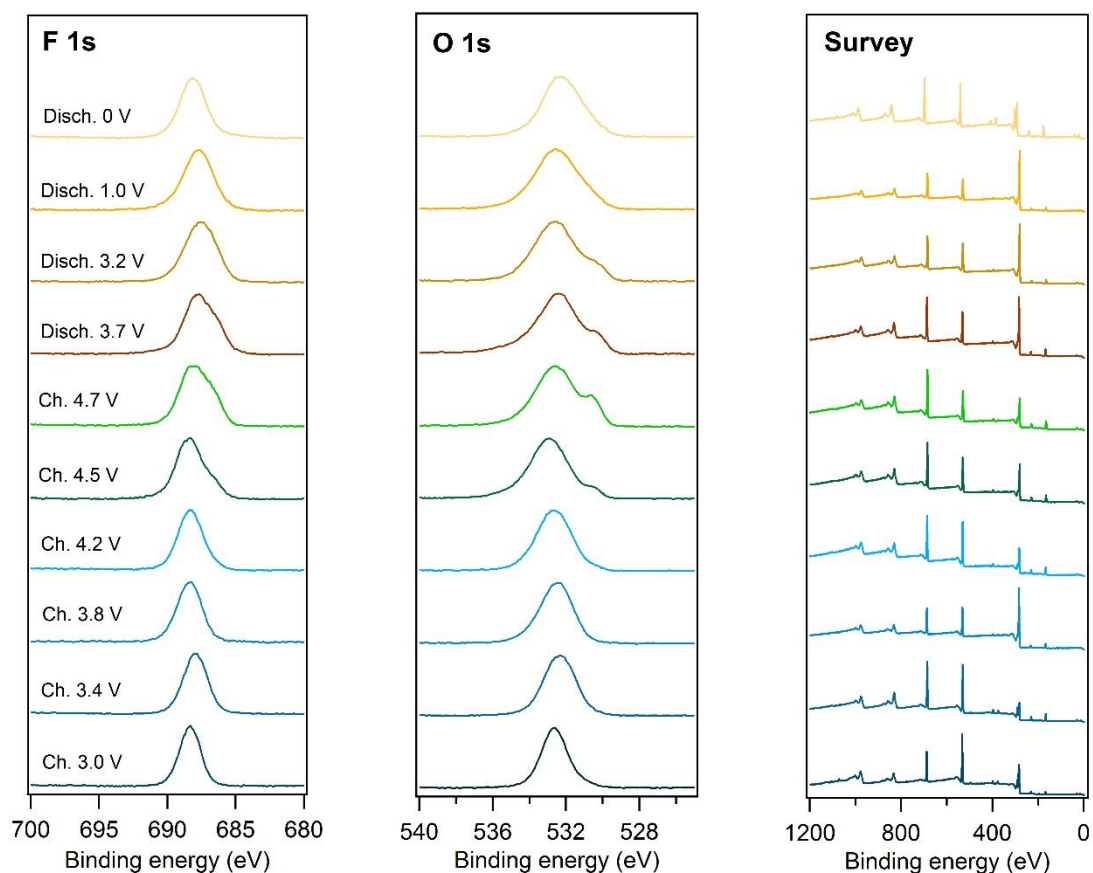 F 1s
Disch. 0 V
Disch. 1.0 V
Disch. 3.2 V
Disch. 3.7 V
Ch. 4.7 V
Ch. 4.5 V
Ch. 4.2 V
Ch. 3.8 V
Ch. 3.4 V
Ch. 3.0 V
700 695 690 685 680
Binding energy (eV)
O 1s
540 536 532 528
Binding energy (eV)
Survey
1200 800 400 0
Binding energy (eV)